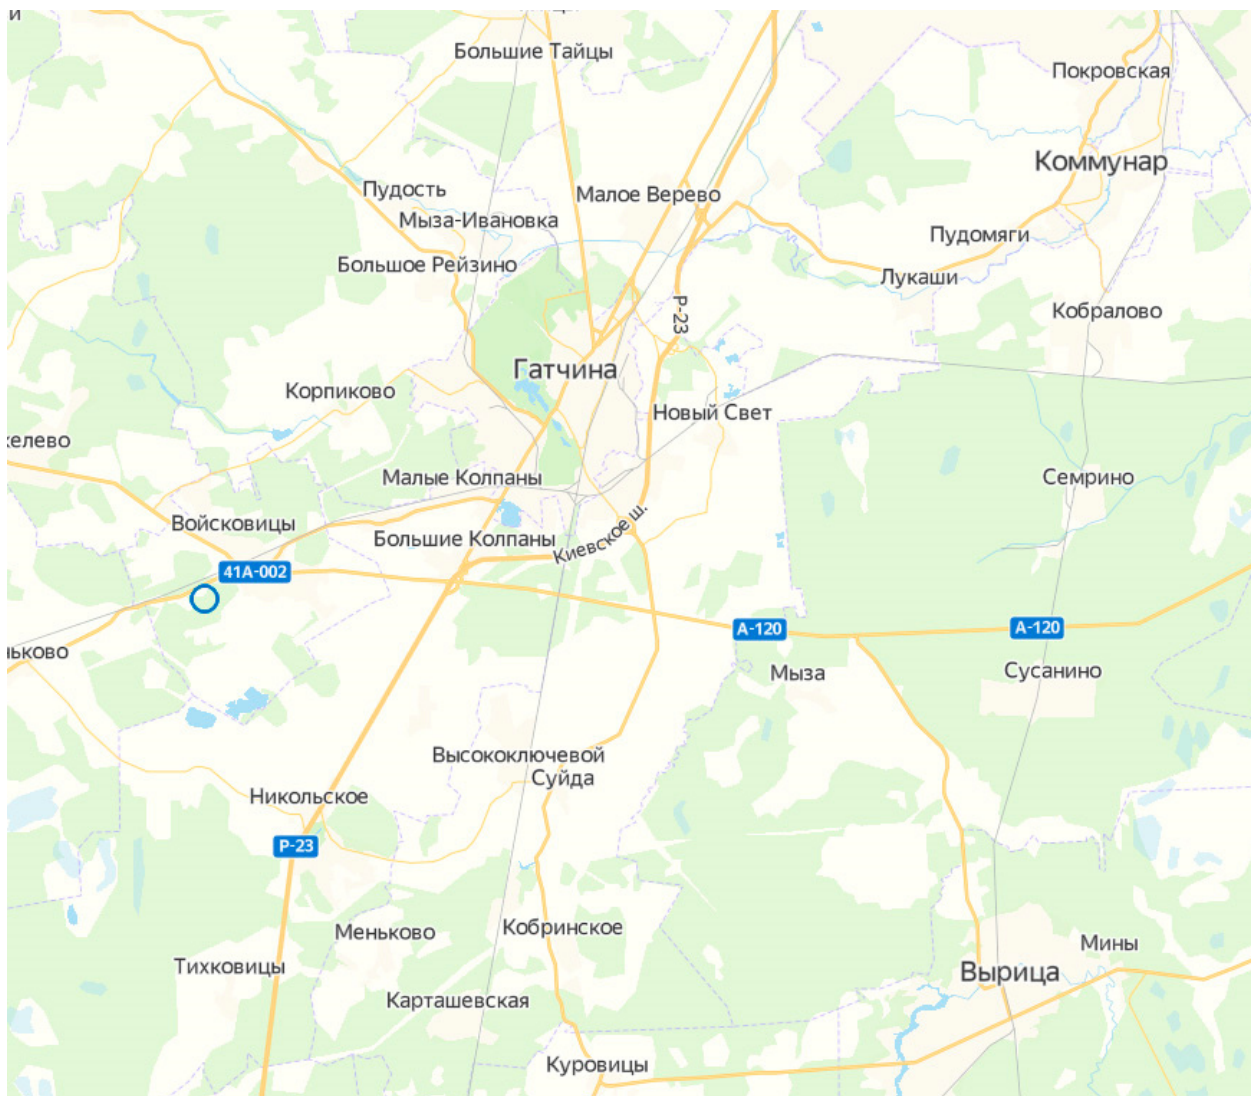 Большие Тайцы
Покровская
Коммунар
Пудость
Малое Верево
Мыза-Ивановка
Пудомяги
Большое Рейзино
Лукаши
Р-23
Кобралово
Гатчина
Корпиково
Новый Свет
келево
Малые Колпаны
Семрино
Войсковицы
Большие Колпаны
Киевское ш.
41А-002
А-120
А-120
ньково
Мыза
Сусанино
Высокоключевой
Суйда
Никольское
Р-23
Кобринское
Меньково
Мины
Тихковицы
Вырица
Карташевская
Куровицы